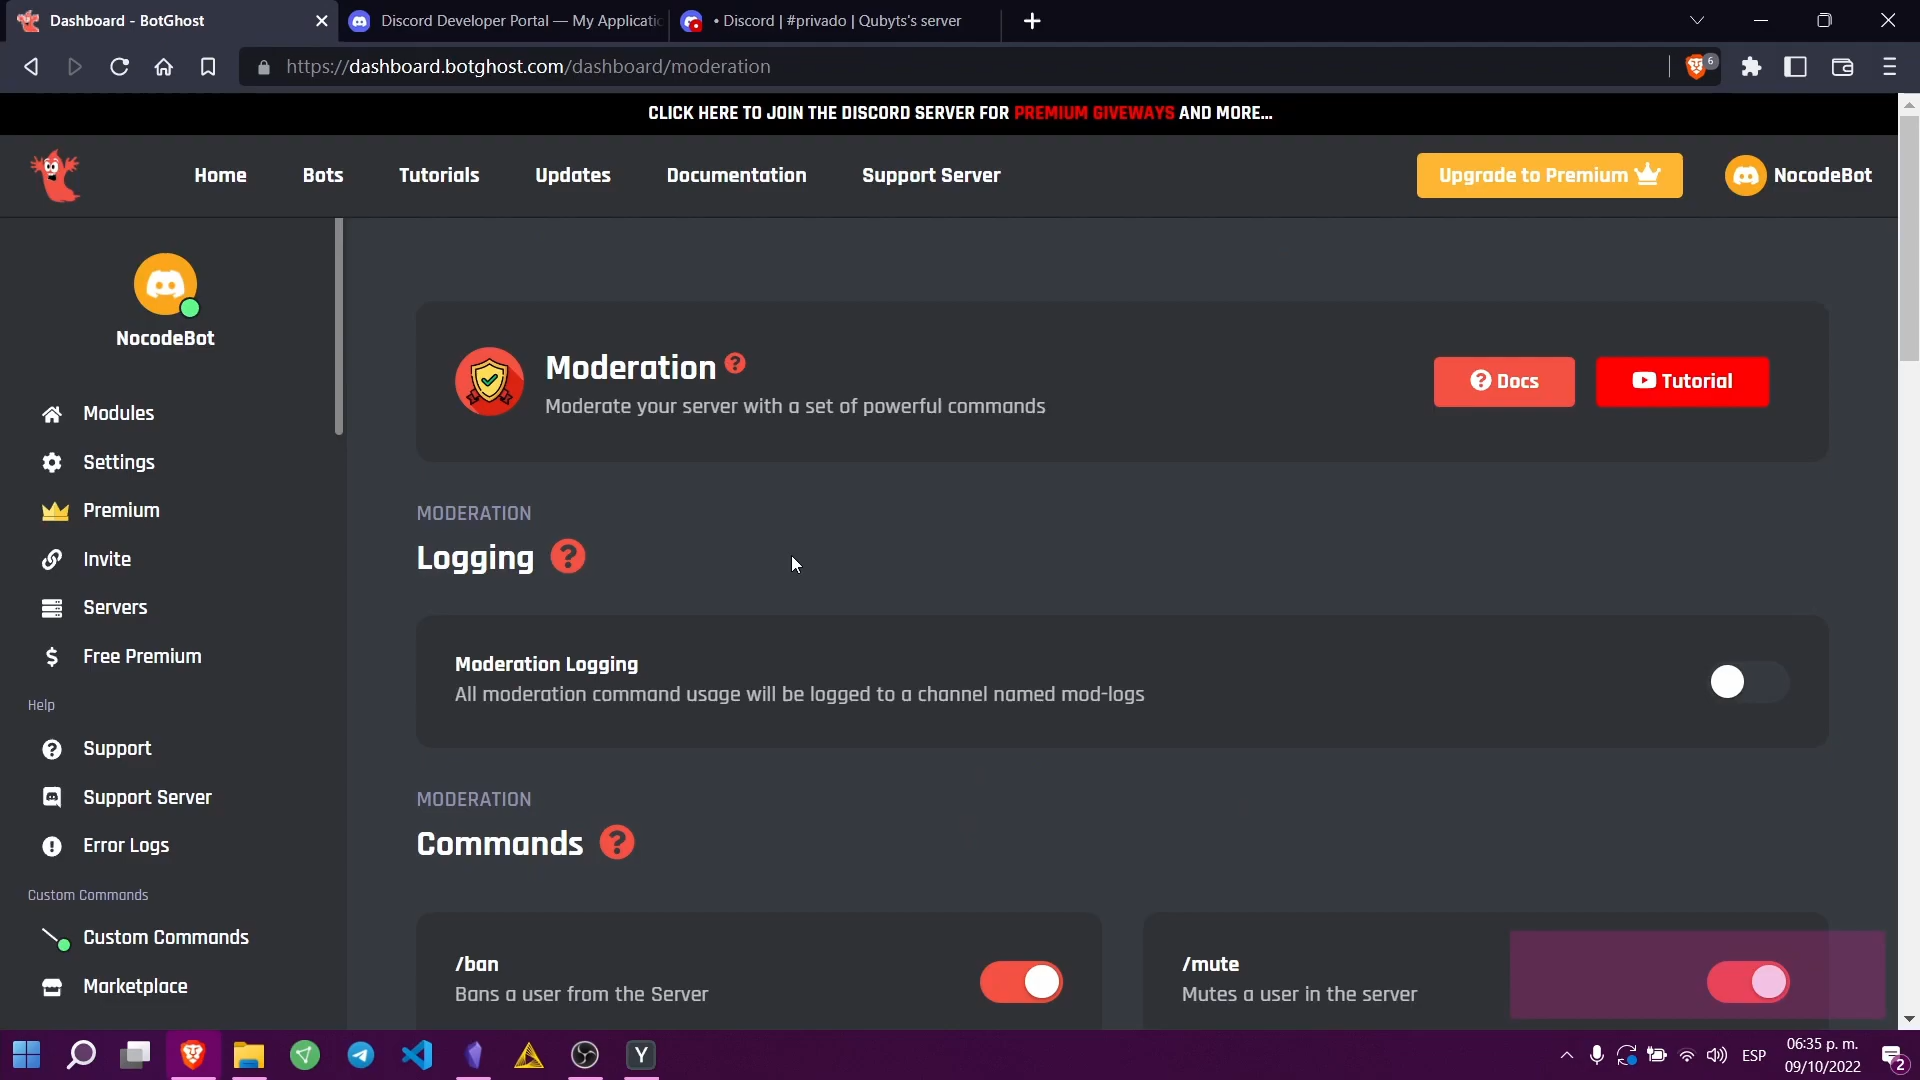 Dashboard - BotGhost
Discord Developer Portal — My Applicatio
• Discord | #privado | Qubyts's server
https://dashboard.botghost.com/dashboard/moderation
6
CLICK HERE TO JOIN THE DISCORD SERVER FOR PREMIUM GIVEWAYS AND MORE...
Home
Bots
Tutorials
Updates
Documentation
Support Server
Upgrade to Premium
NocodeBot
NocodeBot
Modules
Settings
Premium
Invite
Servers
Free Premium
Help
Support
Support Server
Error Logs
Custom Commands
Custom Commands
Marketplace
Moderation ?
Moderate your server with a set of powerful commands
? Docs
Tutorial
MODERATION
Logging ?
Moderation Logging
All moderation command usage will be logged to a channel named mod-logs
MODERATION
Commands ?
/ban
Bans a user from the Server
/mute
Mutes a user in the server
Y
ESP
06:35 p. m.
09/10/2022
2